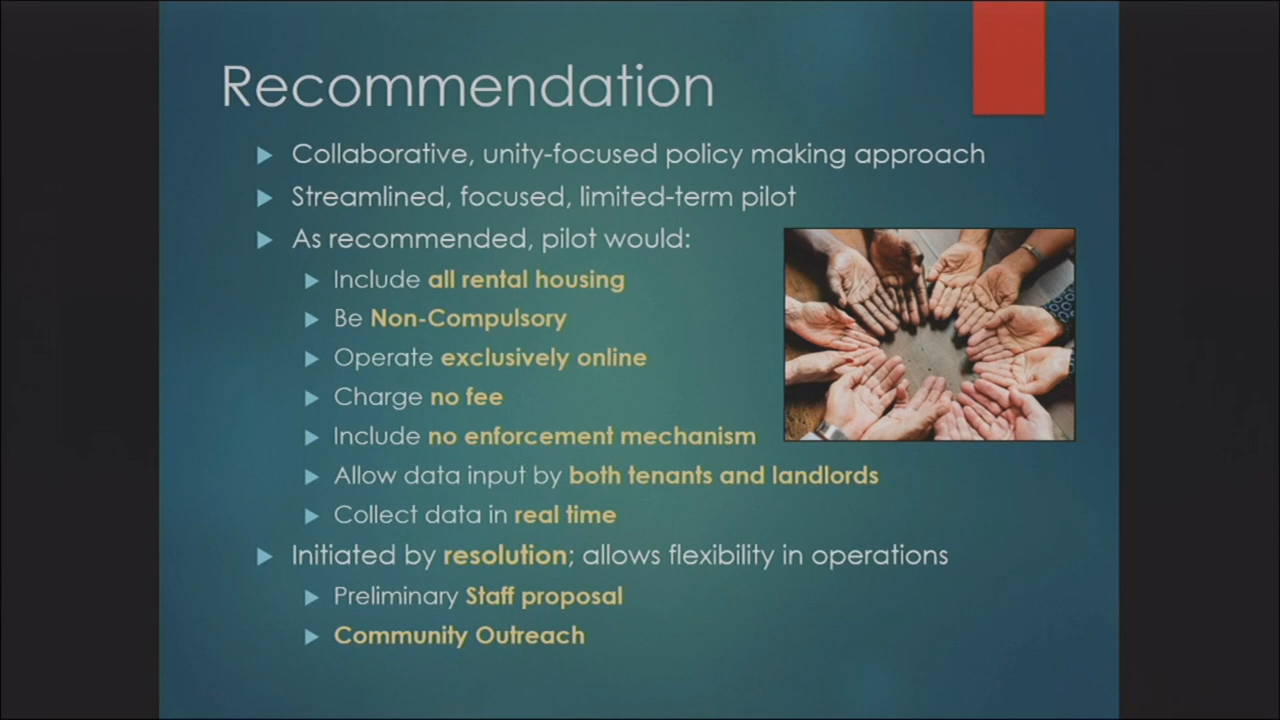 Recommendation
Collaborative, unity-focused policy making approach
Streamlined, focused, limited-term pilot
As recommended, pilot would:
Include all rental housing
Be Non-Compulsory
Operate exclusively online
Charge no fee
Include no enforcement mechanism
Allow data input by both tenants and landlords
Collect data in real time
Initiated by resolution; allows flexibility in operations
Preliminary Staff proposal
Community Outreach